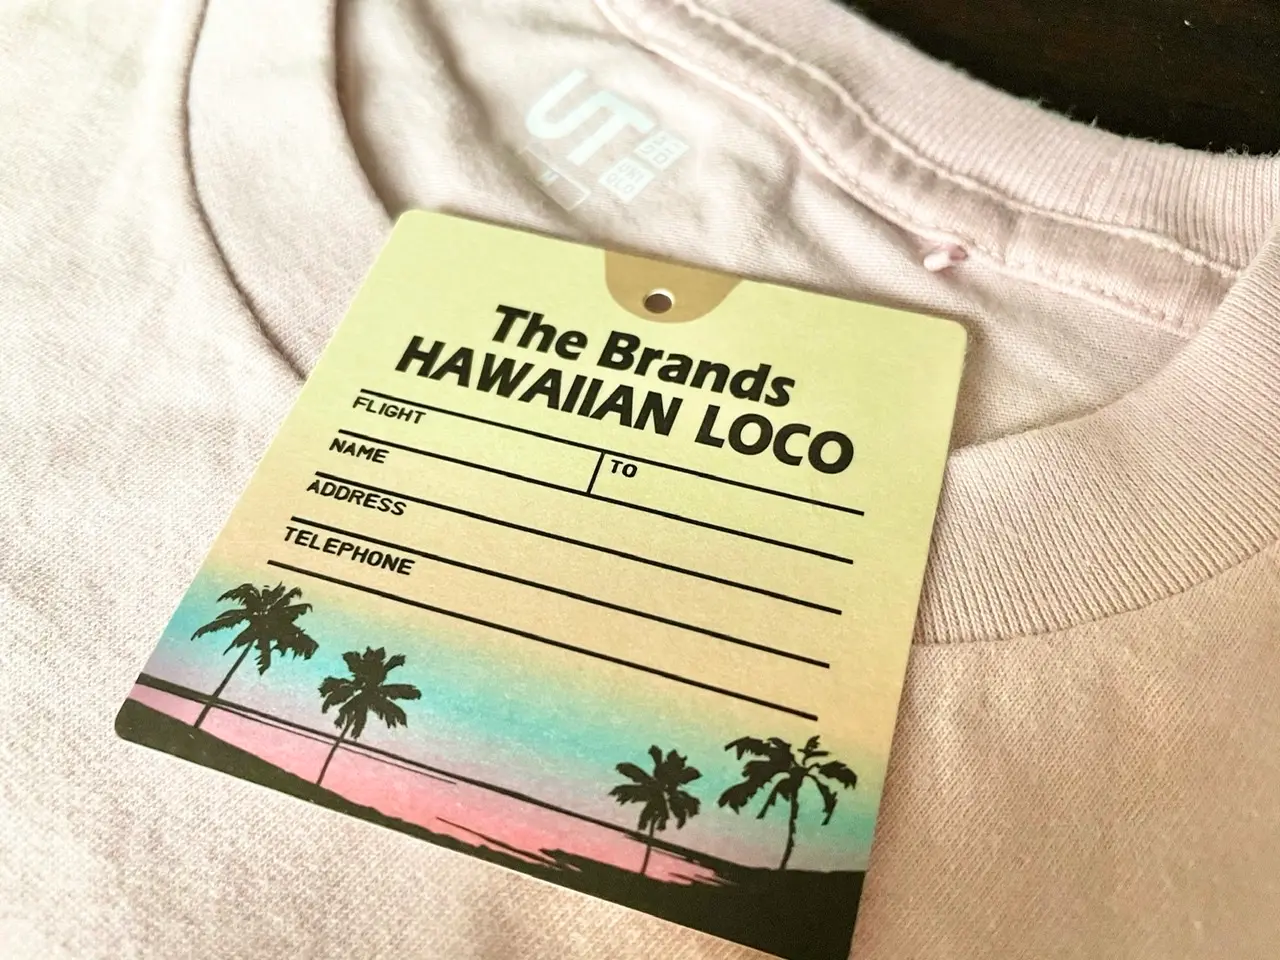 UT
The Brands
HAWAIIAN LOCO
FLIGHT
TO
NAME
ADDRESS
TELEPHONE